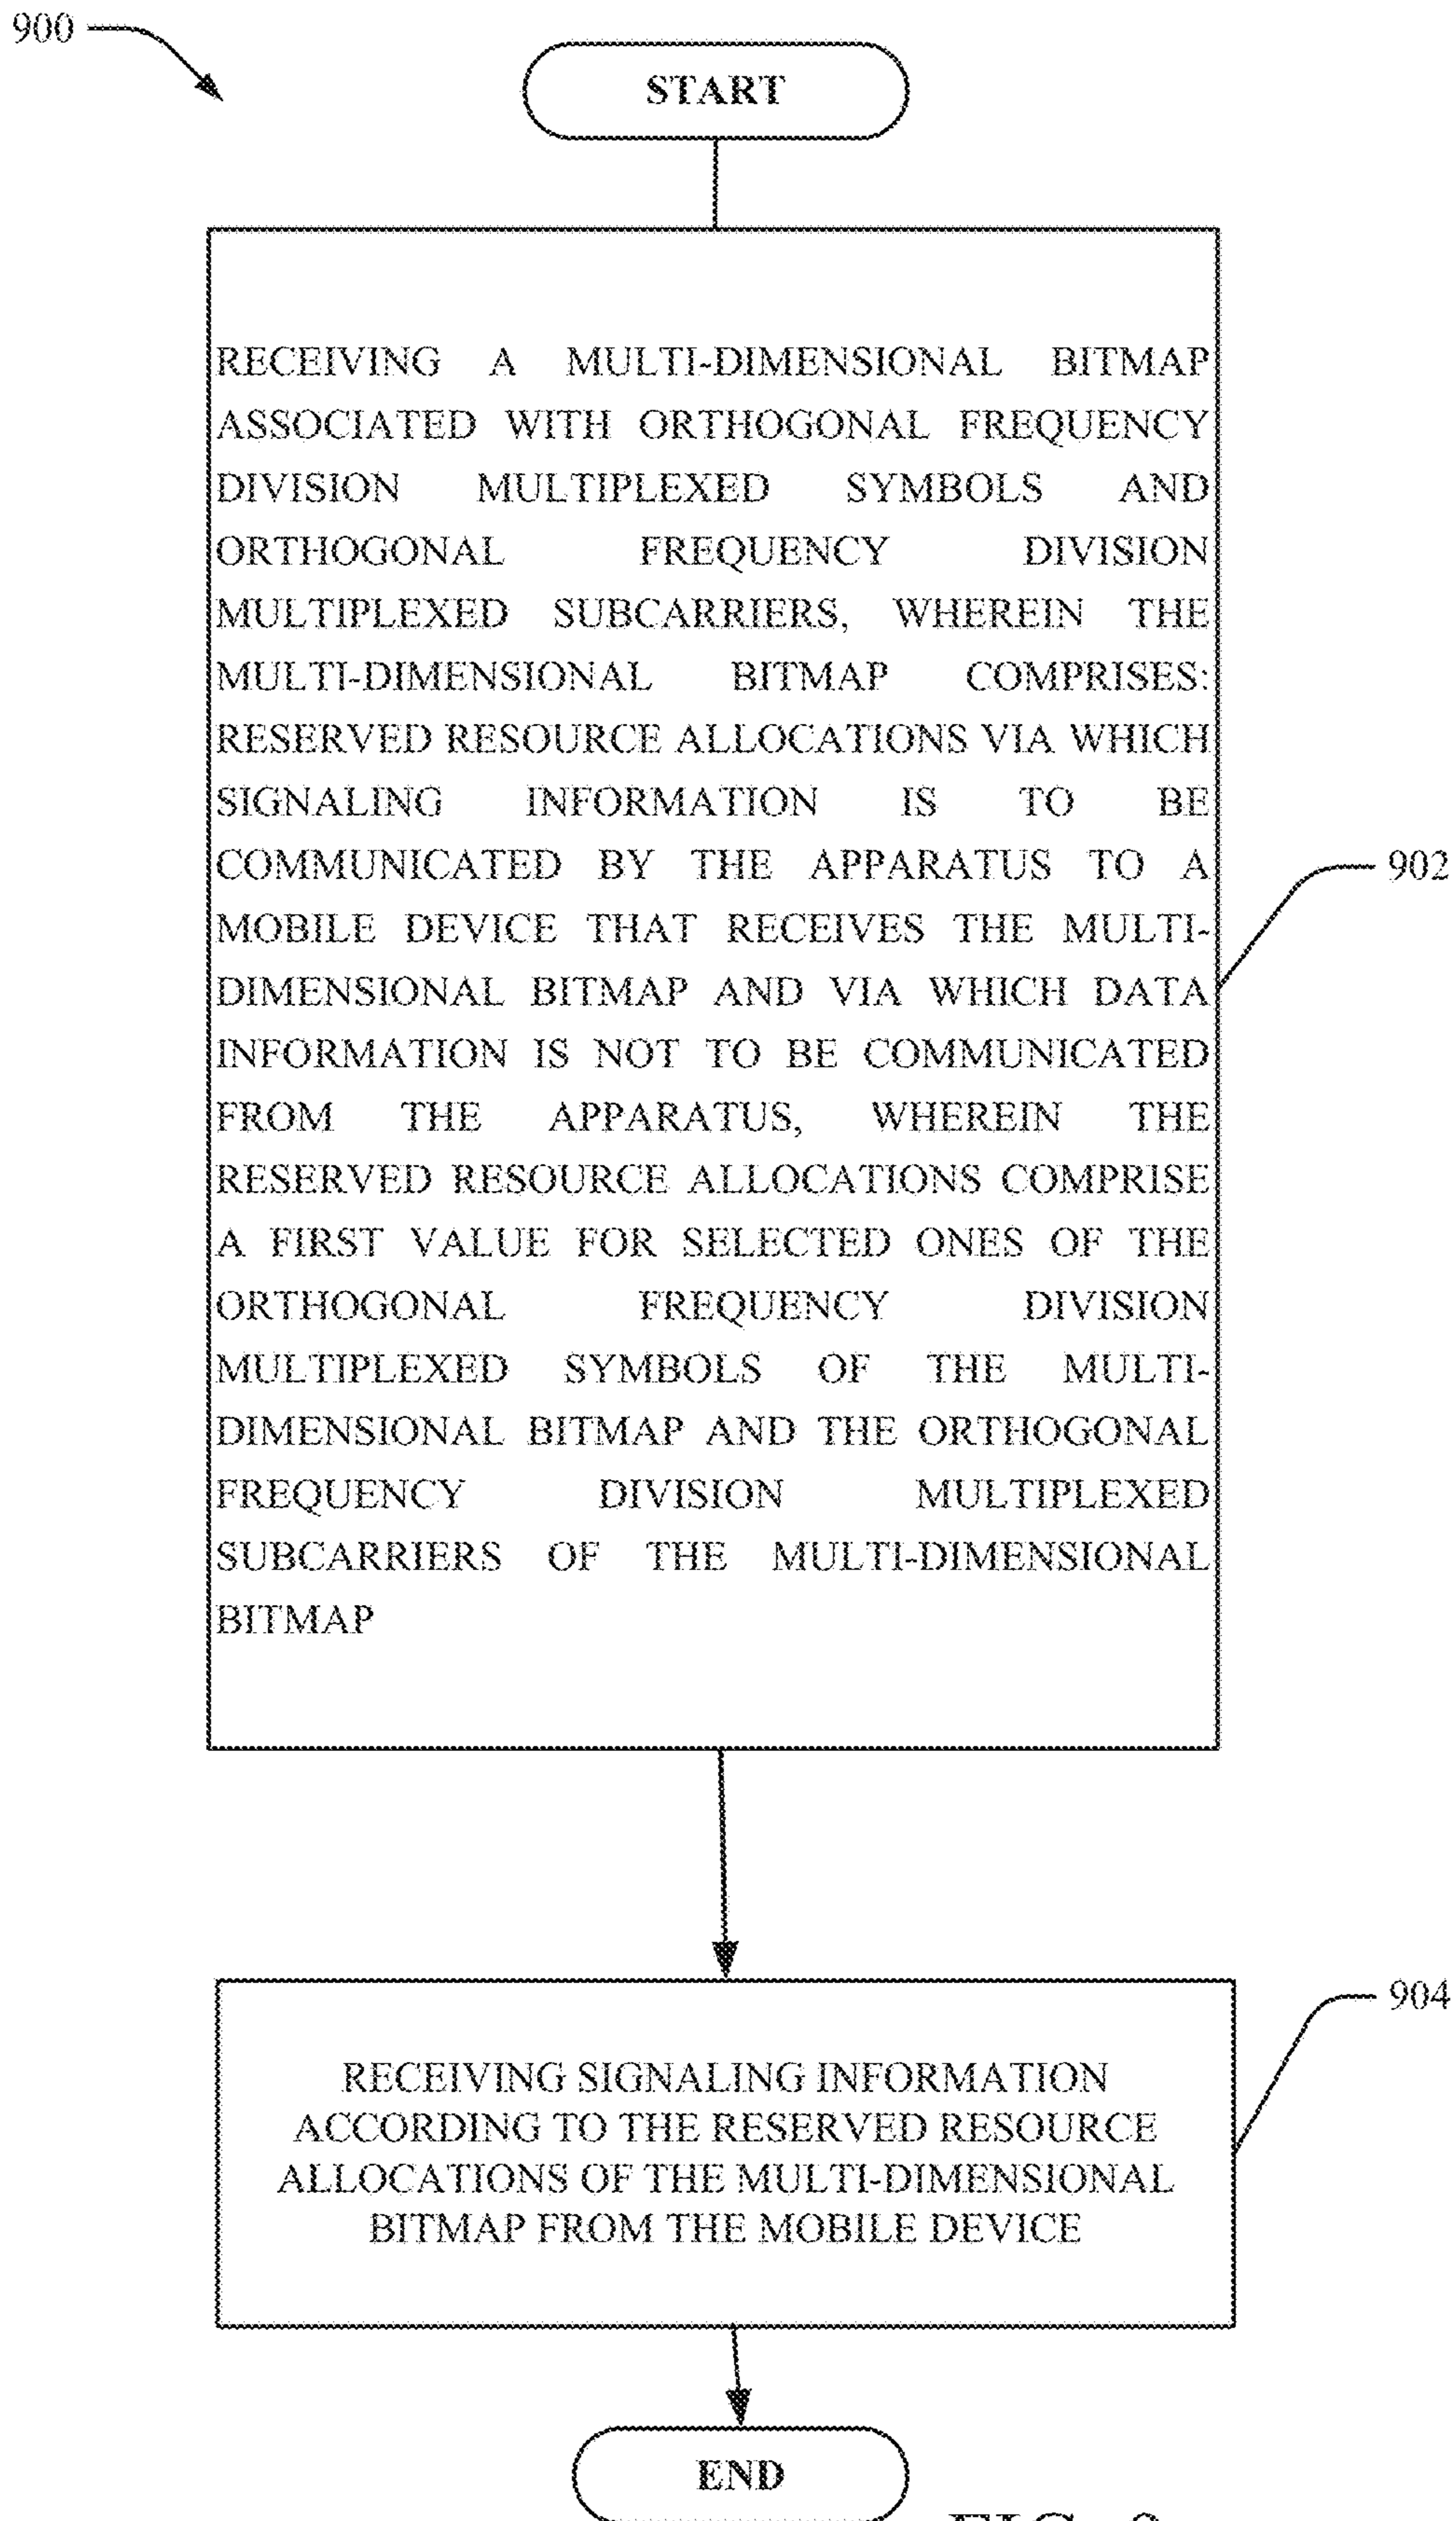 900
START
RECEIVING A MULTI-DIMENSIONAL BITMAP
ASSOCIATED WITH ORTHOGONAL FREQUENCY
DIVISION MULTIPLEXED SYMBOLS AND
ORTHOGONAL FREQUENCY DIVISION
MULTIPLEXED SUBCARRIERS, WHEREIN THE
MULTI-DIMENSIONAL BITMAP COMPRISES:
RESERVED RESOURCE ALLOCATIONS VIA WHICH
SIGNALING INFORMATION IS TO BE
COMMUNICATED BY THE APPARATUS TO A
MOBILE DEVICE THAT RECEIVES THE MULTI-
DIMENSIONAL BITMAP AND VIA WHICH DATA
INFORMATION IS NOT TO BE COMMUNICATED
FROM THE APPARATUS, WHEREIN THE
RESERVED RESOURCE ALLOCATIONS COMPRISE
A FIRST VALUE FOR SELECTED ONES OF THE
ORTHOGONAL FREQUENCY DIVISION
MULTIPLEXED SYMBOLS OF THE MULTI-
DIMENSIONAL BITMAP AND THE ORTHOGONAL
FREQUENCY DIVISION MULTIPLEXED
SUBCARRIERS OF THE MULTI-DIMENSIONAL
BITMAP
902
904
RECEIVING SIGNALING INFORMATION
ACCORDING TO THE RESERVED RESOURCE
ALLOCATIONS OF THE MULTI-DIMENSIONAL
BITMAP FROM THE MOBILE DEVICE
END